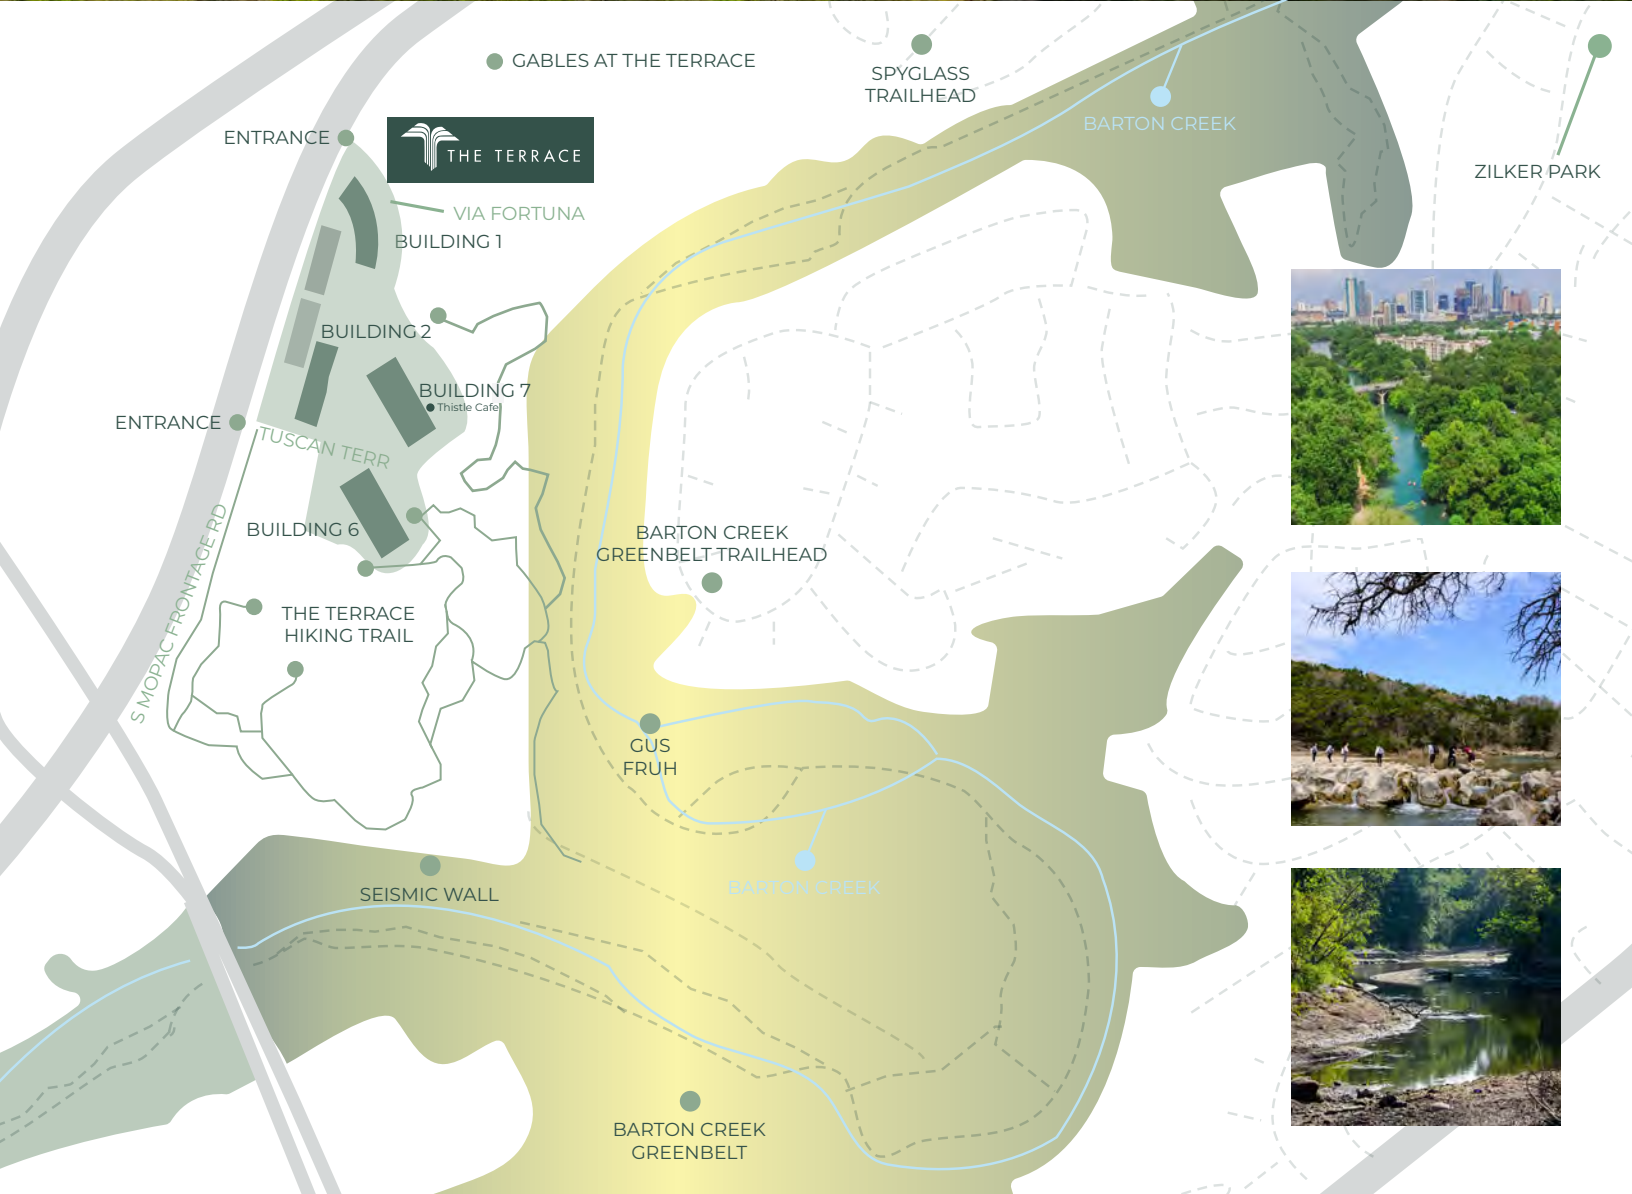 GABLES AT THE TERRACE
SPYGLASS
TRAILHEAD
BARTON CREEK
ZILKER PARK
ENTRANCE
THE TERRACE
VIA FORTUNA
BUILDING 1
BUILDING 2
BUILDING 7
Thistle Cafe
ENTRANCE
TUSCAN TERR
BUILDING 6
S MOPAC FRONTAGE RD
BARTON CREEK
GREENBELT TRAILHEAD
THE TERRACE
HIKING TRAIL
GUS
FRUH
BARTON CREEK
SEISMIC WALL
BARTON CREEK
GREENBELT